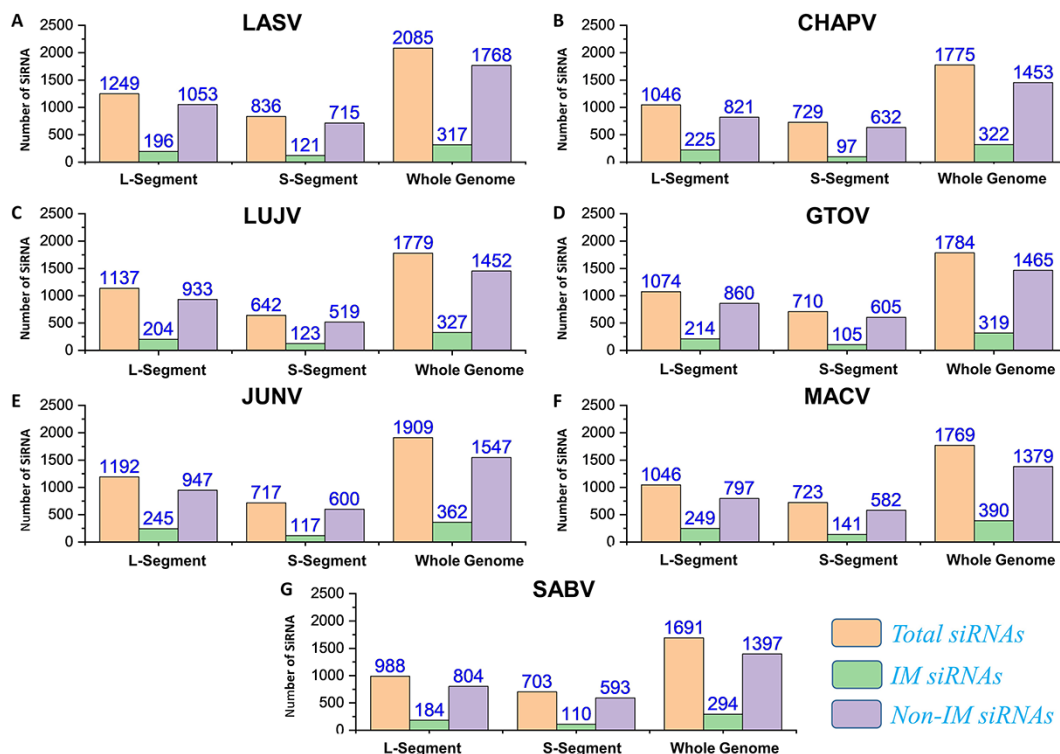 A
LASV
Number of SiRNA
2500
2000
1500
1000
500
0
1249
196
1053
836
121
715
2085
317
1768
L-Segment
S-Segment
Whole Genome
B
CHAPV
Number of SiRNA
2500
2000
1500
1000
500
0
1046
225
821
729
97
632
1775
322
1453
L-Segment
S-Segment
Whole Genome
C
LUJV
Number of SiRNA
2500
2000
1500
1000
500
0
1137
204
933
642
123
519
1779
327
1452
L-Segment
S-Segment
Whole Genome
D
GTOV
Number of SiRNA
2500
2000
1500
1000
500
0
1074
214
860
710
105
605
1784
319
1465
L-Segment
S-Segment
Whole Genome
E
JUNV
Number of SiRNA
2500
2000
1500
1000
500
0
1192
245
947
717
117
600
1909
362
1547
L-Segment
S-Segment
Whole Genome
F
MACV
Number of SiRNA
2500
2000
1500
1000
500
0
1046
249
797
723
141
582
1769
390
1379
L-Segment
S-Segment
Whole Genome
G
SABV
Number of SiRNA
2500
2000
1500
1000
500
0
988
184
804
703
110
593
1691
294
1397
L-Segment
S-Segment
Whole Genome
Total siRNAs
IM siRNAs
Non-IM siRNAs